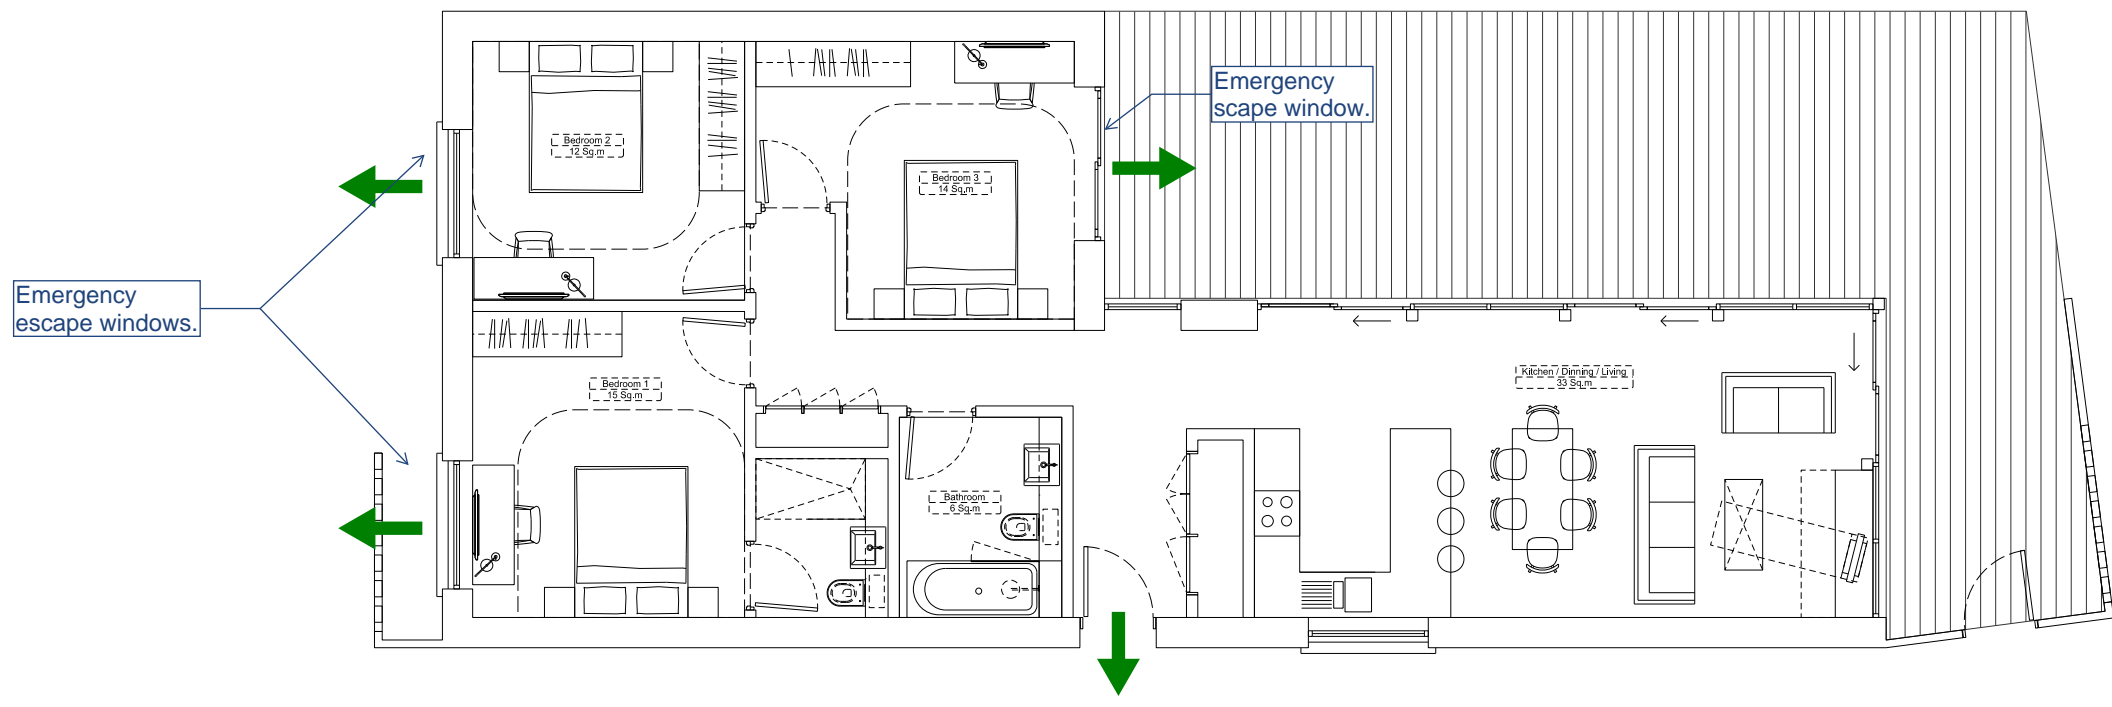 Emergency
scape window.
Bedroom 2
12 Sq.m
Bedroom 3
14 Sq.m
Emergency
escape windows.
Bedroom 1
15 Sq.m
Kitchen / Dinning / Living
33 Sq.m
Bathroom
6 Sq.m